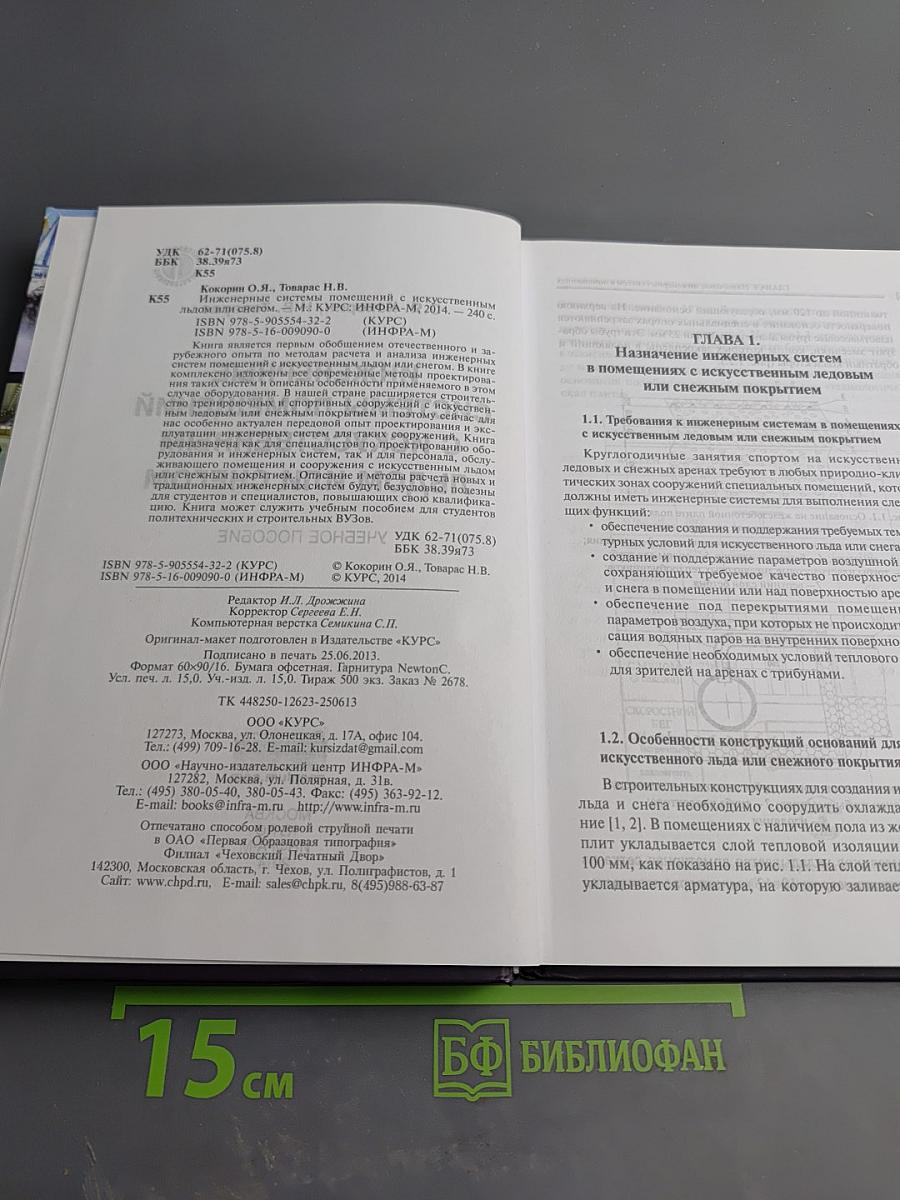 УДК 62-71(075.8)
ББК 38.39я73
К55
Кокорин О.Я., Товарас Н.В.
К55 Инженерные системы помещений с искусственным
льдом или снегом. — М.: КУРС: ИНФРА-М, 2014. — 240 с.
ISBN 978-5-905554-32-2 (КУРС)
ISBN 978-5-16-009090-0 (ИНФРА-М)
Книга является первым обобщением отечественного и за-
рубежного опыта по методам расчета и анализа инженерных
систем помещений с искусственным льдом или снегом. В книге
комплексно изложены все современные методы проектирова-
ния таких систем и описаны особенности применяемого в этом
случае оборудования. В нашей стране расширяется строитель-
ство тренировочных и спортивных сооружений с искусствен-
ным ледовым или снежным покрытием и поэтому сейчас для
нас особенно актуален передовой опыт проектирования и экс-
плуатации инженерных систем для таких сооружений. Книга
предназначена как для специалистов по проектированию обо-
рудования и инженерных систем, так и для персонала, обслу-
живающего помещения и сооружения с искусственным льдом
или снежным покрытием. Описание и методы расчета новых и
традиционных инженерных систем будут, безусловно, полезны
для студентов и специалистов, повышающих свою квалифика-
цию. Книга может служить учебным пособием для студентов
политехнических и строительных ВУЗов.
УДК 62-71(075.8)
ББК 38.39я73
ISBN 978-5-905554-32-2 (КУРС) © Кокорин О.Я., Товарас Н.В.
ISBN 978-5-16-009090-0 (ИНФРА-М) © КУРС, 2014
Редактор И.Л. Дрожжина
Корректор Сергеева Е.Н.
Компьютерная верстка Семикина С.П.
Оригинал-макет подготовлен в Издательстве «КУРС»
Подписано в печать 25.06.2013.
Формат 60×90/16. Бумага офсетная. Гарнитура NewtonC.
Усл. печ. л. 15,0. Уч.-изд. л. 15,0. Тираж 500 экз. Заказ № 2678.
ТК 448250-12623-250613
ООО «КУРС»
127273, Москва, ул. Олонецкая, д. 17А, офис 104.
Тел.: (499) 709-16-28. E-mail: kursizdat@gmail.com
ООО «Научно-издательский центр ИНФРА-М»
127282, Москва, ул. Полярная, д. 31в.
Тел.: (495) 380-05-40, 380-05-43. Факс: (495) 363-92-12.
E-mail: books@infra-m.ru http://www.infra-m.ru
Отпечатано способом ролевой струйной печати
в ОАО «Первая Образцовая типография»
Филиал «Чеховский Печатный Двор»
142300, Московская область, г. Чехов, ул. Полиграфистов, д. 1
Сайт: www.chpd.ru, E-mail: sales@chpk.ru, 8(495)988-63-87
ГЛАВА 1.
Назначение инженерных систем
в помещениях с искусственным ледовым
или снежным покрытием
1.1. Требования к инженерным системам в помещениях
с искусственным ледовым или снежным покрытием
Круглогодичные занятия спортом на искусствен
ледовых и снежных аренах требуют в любых природно-кли
тических зонах сооружений специальных помещений, кото
должны иметь инженерные системы для выполнения сле
щих функций:
• обеспечение создания и поддержания требуемых тем
турных условий для искусственного льда или снега
• создание и поддержание параметров воздушной
сохраняющих требуемое качество поверхност
и снега в помещении или над поверхностью аре
• обеспечение под перекрытиями помещен
параметров воздуха, при которых не происходит
сация водяных паров на внутренних поверхно
• обеспечение необходимых условий теплового
для зрителей на аренах с трибунами.
1.2. Особенности конструкций оснований для
искусственного льда или снежного покрытия
В строительных конструкциях для создания и
льда и снега необходимо соорудить охлажда
ние [1, 2]. В помещениях с наличием пола из же
плит укладывается слой тепловой изоляции
100 мм, как показано на рис. 1.1. На слой тепл
укладывается арматура, на которую заливае
15 см
БФ БИБЛИОФАН